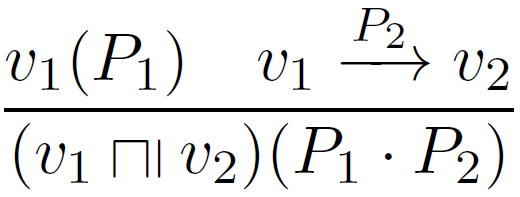 v₁(P₁) v₁ —P₂→ v₂
(v₁ ⊓| v₂)(P₁ · P₂)